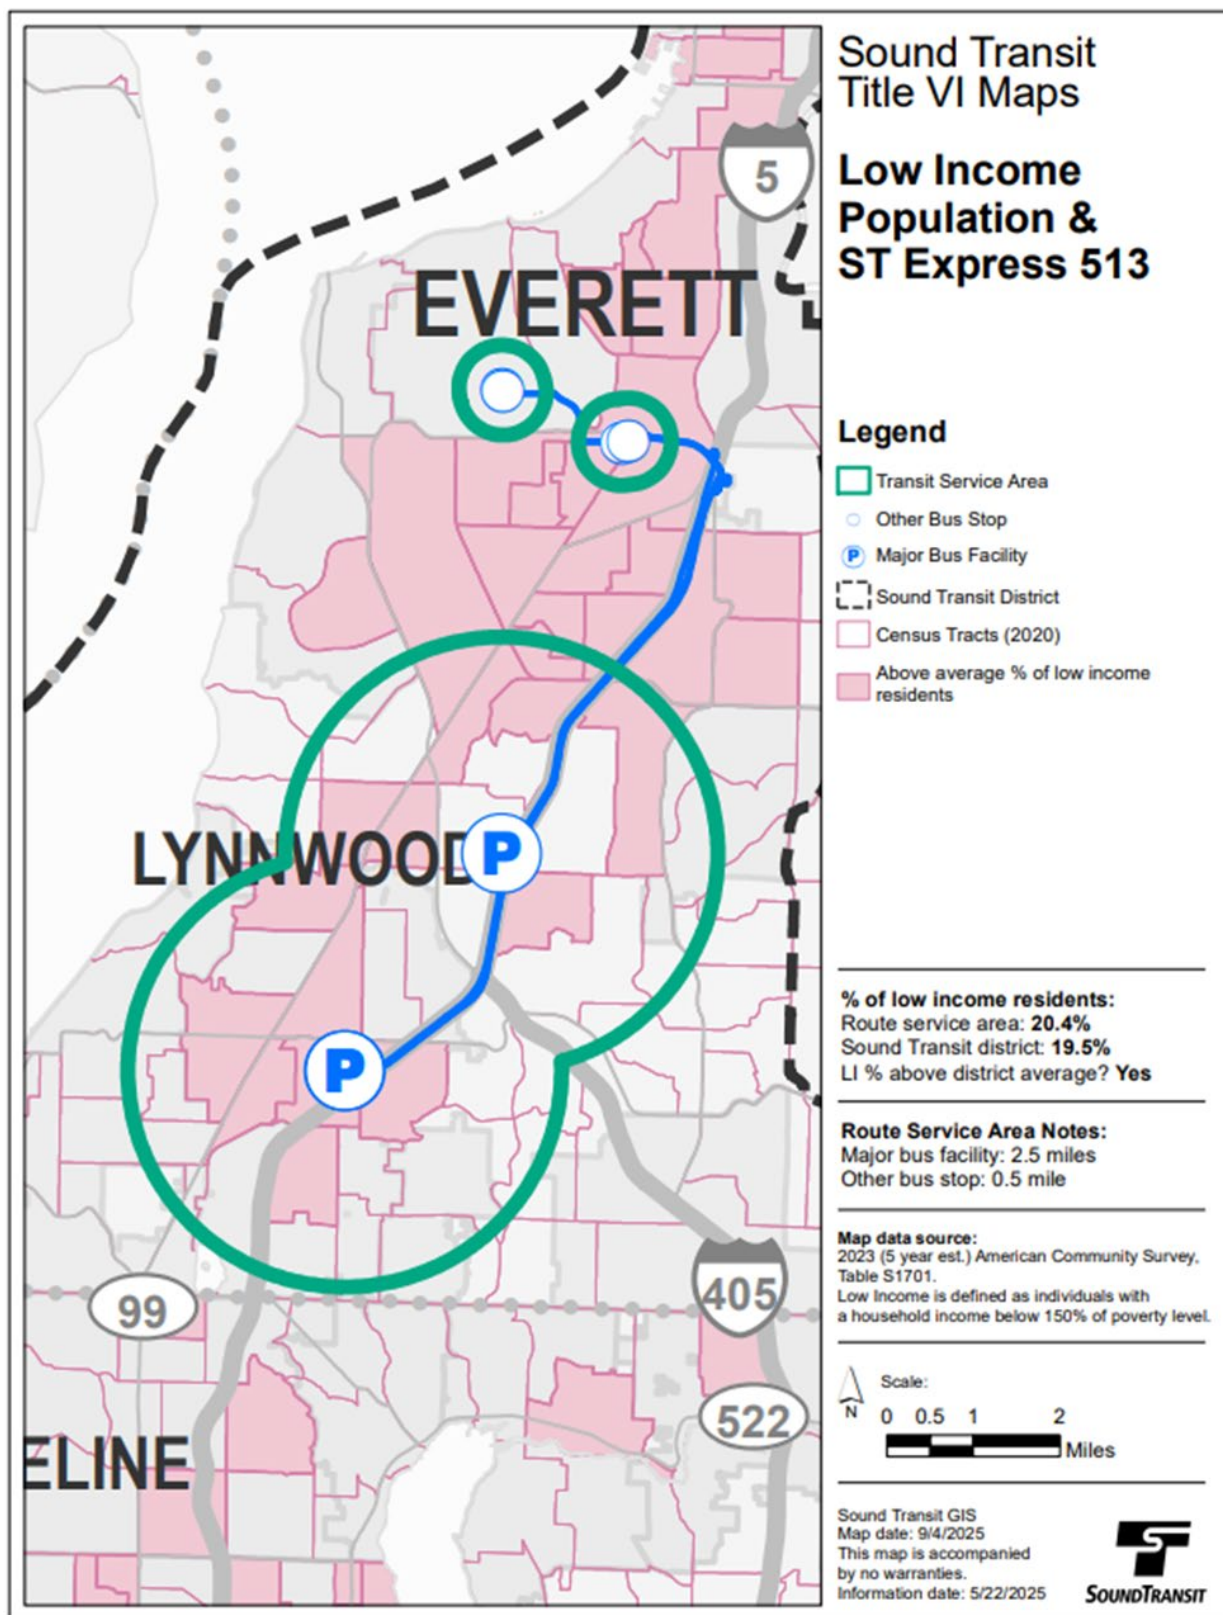 Sound Transit
Title VI Maps
Low Income
Population &
ST Express 513
5
EVERETT
LYNNWOOD
P
P
99
405
522
ELINE
Legend
Transit Service Area
Other Bus Stop
P
Major Bus Facility
Sound Transit District
Census Tracts (2020)
Above average % of low income
residents
% of low income residents:
Route service area: 20.4%
Sound Transit district: 19.5%
LI % above district average? Yes
Route Service Area Notes:
Major bus facility: 2.5 miles
Other bus stop: 0.5 mile
Map data source:
2023 (5 year est.) American Community Survey,
Table S1701.
Low Income is defined as individuals with
a household income below 150% of poverty level.
N
Scale:
0 0.5 1 2
Miles
Sound Transit GIS
Map date: 9/4/2025
This map is accompanied
by no warranties.
Information date: 5/22/2025
SOUNDTRANSIT